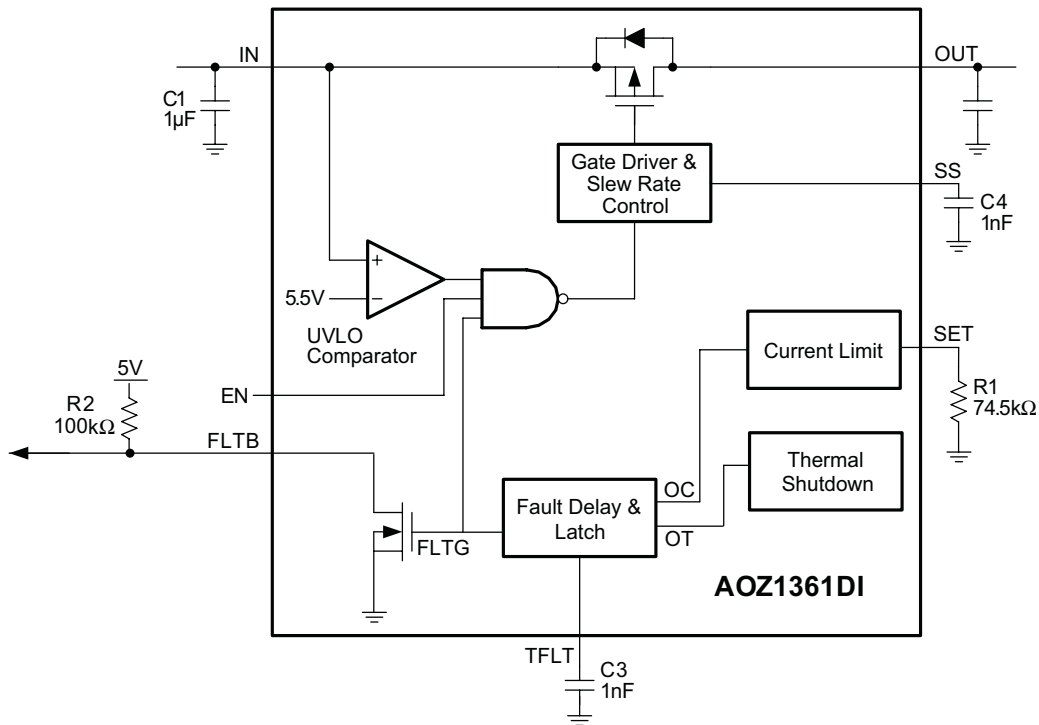 IN
OUT
C1
1µF
Gate Driver &
Slew Rate
Control
SS
C4
1nF
+
5.5V
−
UVLO
Comparator
5V
R2
100kΩ
EN
FLTB
Current Limit
SET
R1
74.5kΩ
Thermal
Shutdown
OC
Fault Delay &
Latch
OT
FLTG
AOZ1361DI
TFLT
C3
1nF